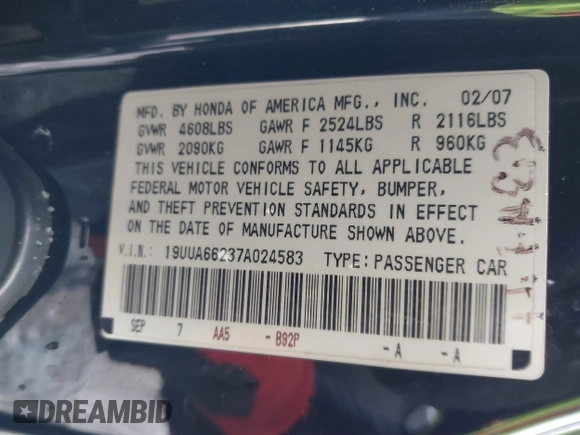 MFD. BY HONDA OF AMERICA MFG., INC. 02/07
GVWR 4608LBS GAWR F 2524LBS R 2116LBS
GVWR 2090KG GAWR F 1145KG R 960KG
THIS VEHICLE CONFORMS TO ALL APPLICABLE
FEDERAL MOTOR VEHICLE SAFETY, BUMPER,
AND THEFT PREVENTION STANDARDS IN EFFECT
ON THE DATE OF MANUFACTURE SHOWN ABOVE.
V.I.N.: 19UUA66237A024583 TYPE:PASSENGER CAR
SEP 7 AA5 -B92P -A -A
DREAMBID